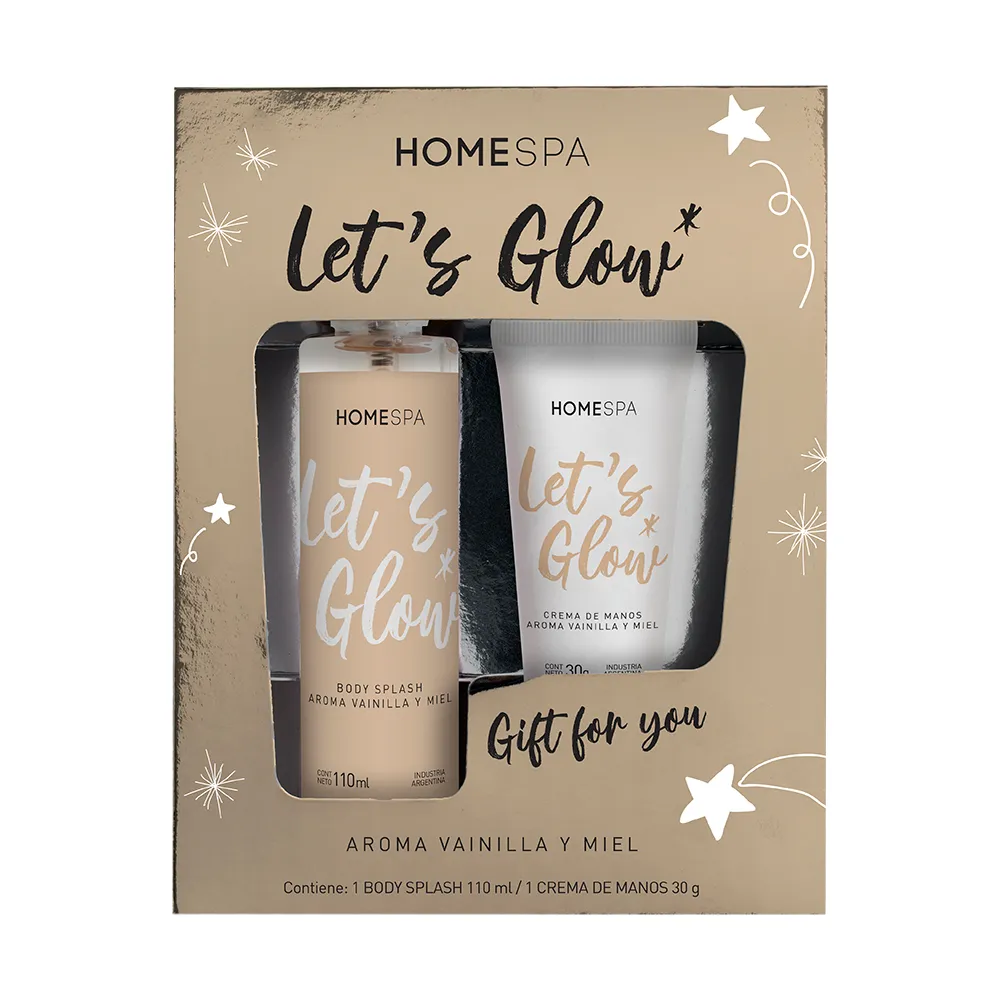 HOMESPA
Let's Glow*
HOMESPA
Let's
Glow*
BODY SPLASH
AROMA VAINILLA Y MIEL
CONT
NETO 110ml
INDUSTRIA
ARGENTINA
HOMESPA
Let's
Glow*
CREMA DE MANOS
AROMA VAINILLA Y MIEL
CONT
NETO 30g
INDUSTRIA
ARGENTINA
Gift for you
AROMA VAINILLA Y MIEL
Contiene: 1 BODY SPLASH 110 ml / 1 CREMA DE MANOS 30 g